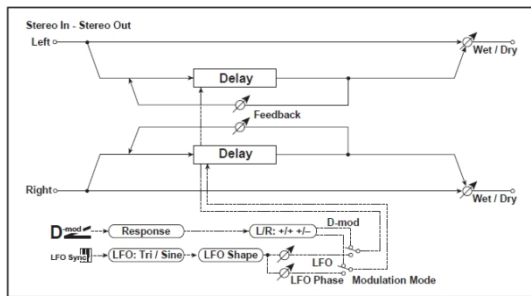 Stereo In - Stereo Out
Left
Wet / Dry
Delay
Feedback
Delay
Right
Wet / Dry
D-mod
D-mod Response L/R: +/+ +/–
LFO Sync LFO: Tri / Sine LFO Shape
LFO
LFO Phase Modulation Mode